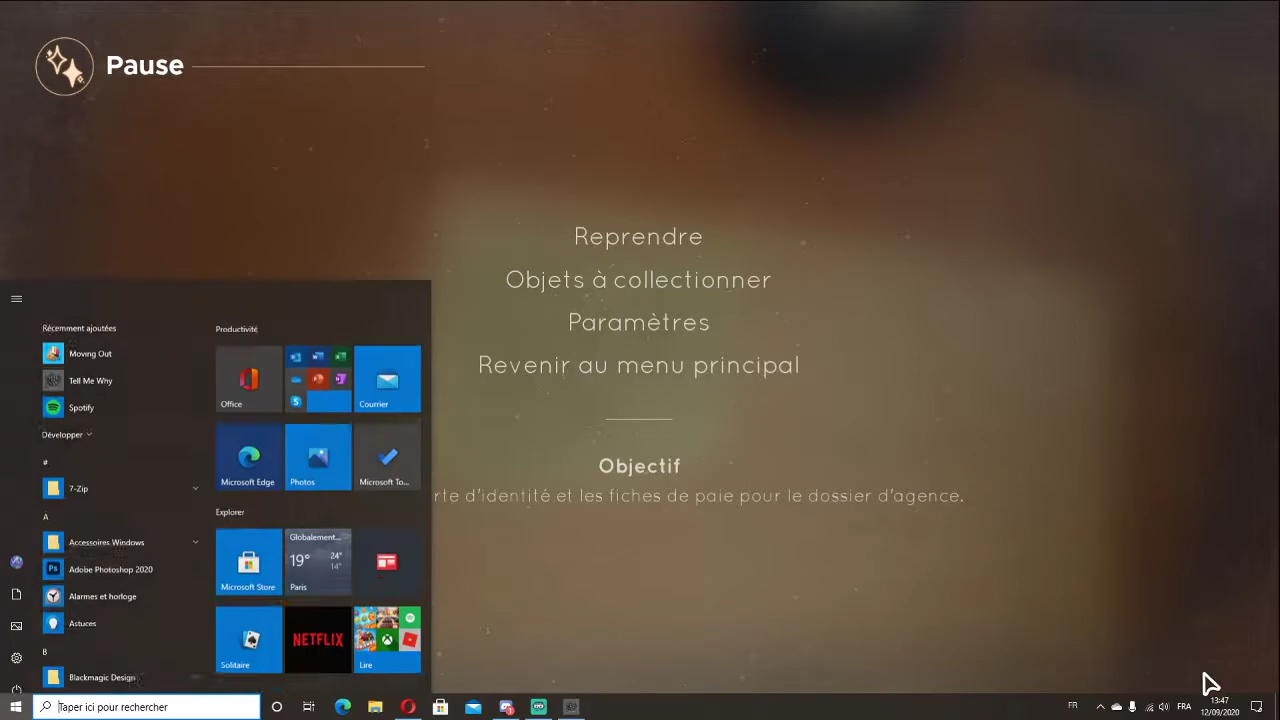 Pause
Reprendre
Objets à collectionner
Paramètres
Revenir au menu principal
Objectif
rte d'identité et les fiches de paie pour le dossier d'agence.
Récemment ajoutées
Moving Out
Tell Me Why
Spotify
Développer
#
7-Zip
A
Accessoires Windows
Adobe Photoshop 2020
Alarmes et horloge
Astuces
B
Blackmagic Design
Productivité
Office
Courrier
Microsoft Edge
Photos
Microsoft To...
Explorer
Microsoft Store
Globalement...
19° 24°
14°
Paris
Solitaire
NETFLIX
Lire
Taper ici pour rechercher
FR
FRA
13:47
12/09/2020